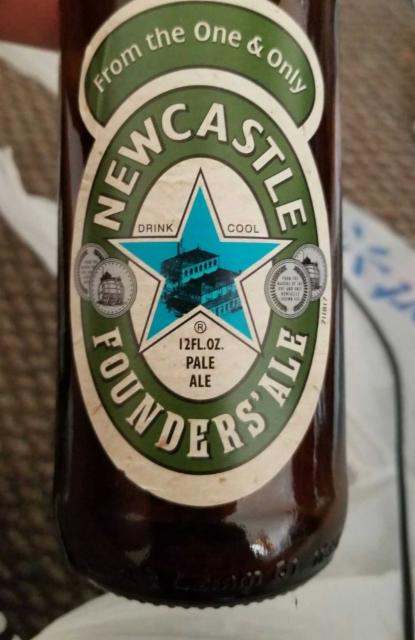 From the One & Only
NEWCASTLE
DRINK COOL
®
12FL.OZ.
PALE
ALE
FOUNDERS' ALE